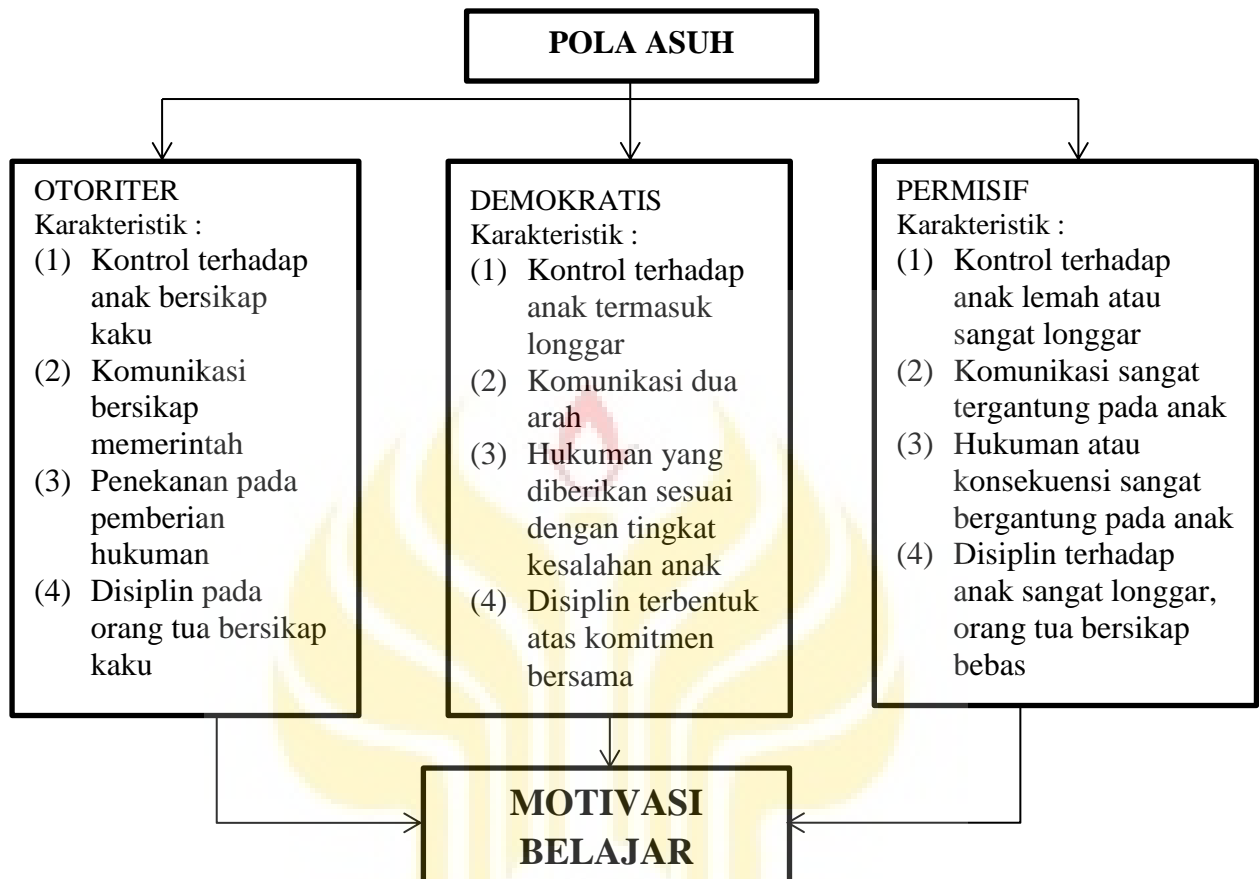 POLA ASUH
OTORITER
Karakteristik :
(1) Kontrol terhadap
anak bersikap
kaku
(2) Komunikasi
bersikap
memerintah
(3) Penekanan pada
pemberian
hukuman
(4) Disiplin pada
orang tua bersikap
kaku
DEMOKRATIS
Karakteristik :
(1) Kontrol terhadap
anak termasuk
longgar
(2) Komunikasi dua
arah
(3) Hukuman yang
diberikan sesuai
dengan tingkat
kesalahan anak
(4) Disiplin terbentuk
atas komitmen
bersama
PERMISIF
Karakteristik :
(1) Kontrol terhadap
anak lemah atau
sangat longgar
(2) Komunikasi sangat
tergantung pada anak
(3) Hukuman atau
konsekuensi sangat
bergantung pada anak
(4) Disiplin terhadap
anak sangat longgar,
orang tua bersikap
bebas
MOTIVASI
BELAJAR